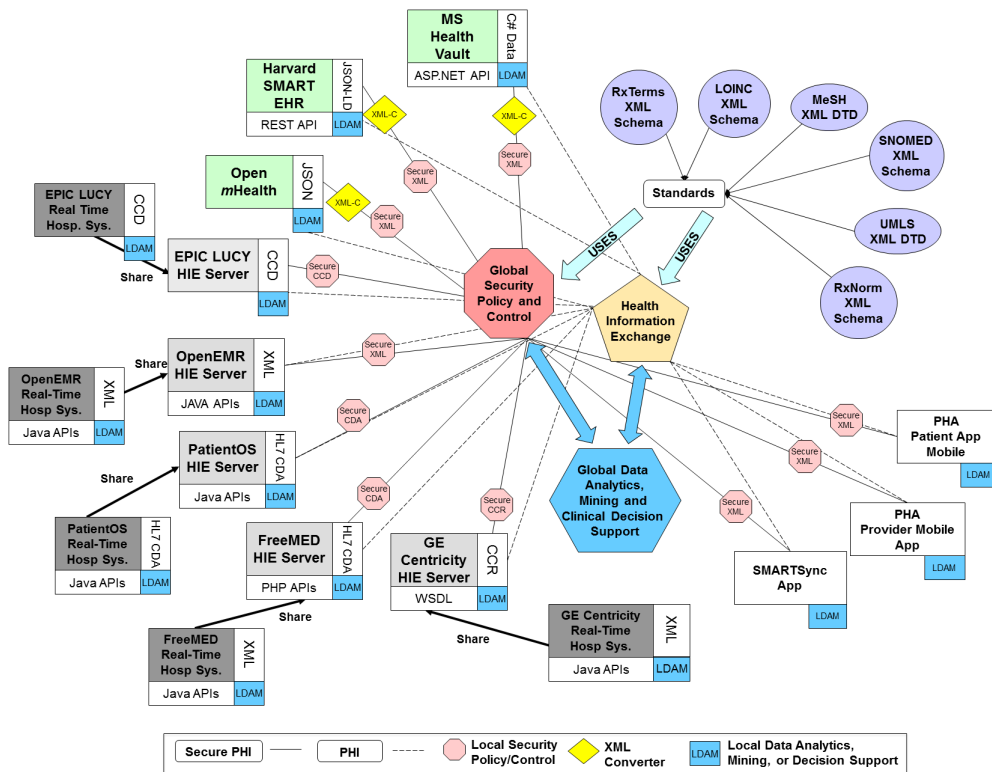 MS
Health
Vault
C# Data
ASP.NET API
LDAM
Harvard
SMART
EHR
JSON-LD
REST API
LDAM
XML-C
XML-C
Secure
XML
Secure
XML
Open
mHealth
JSON
LDAM
XML-C
Secure
XML
RxTerms
XML
Schema
LOINC
XML
Schema
MeSH
XML DTD
SNOMED
XML
Schema
UMLS
XML DTD
RxNorm
XML
Schema
Standards
USES
USES
EPIC LUCY
Real Time
Hosp. Sys.
CCD
LDAM
Share
EPIC LUCY
HIE Server
CCD
LDAM
Secure
CCD
Global
Security
Policy and
Control
Health
Information
Exchange
OpenEMR
Real-Time
Hosp Sys.
XML
Java APIs
LDAM
Share
OpenEMR
HIE Server
XML
JAVA APIs
LDAM
Secure
XML
PatientOS
HIE Server
HL7 CDA
Java APIs
LDAM
Secure
CDA
Share
PatientOS
Real-Time
Hosp Sys.
HL7 CDA
Java APIs
LDAM
FreeMED
HIE Server
HL7 CDA
PHP APIs
LDAM
Secure
CDA
Share
FreeMED
Real-Time
Hosp Sys.
XML
Java APIs
LDAM
GE
Centricity
HIE Server
CCR
WSDL
LDAM
Secure
CCR
Share
GE Centricity
Real-Time
Hosp Sys.
XML
Java APIs
LDAM
Global Data
Analytics,
Mining and
Clinical Decision
Support
Secure
XML
Secure
XML
Secure
XML
PHA
Patient App
Mobile
LDAM
PHA
Provider Mobile
App
LDAM
SMARTSync
App
LDAM
Secure PHI
PHI
Local Security
Policy/Control
XML
Converter
LDAM
Local Data Analytics,
Mining, or Decision Support